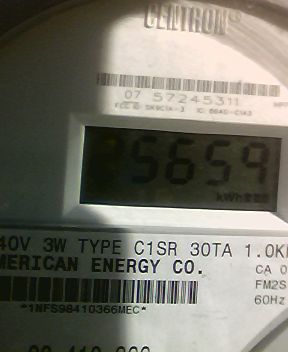 CENTRON®
07 57245311
5659
kWh
40V 3W TYPE C1SR 30TA 1.0K
MERICAN ENERGY CO.
CA 0
FM2S
60Hz
*1NFS98410366MEC*